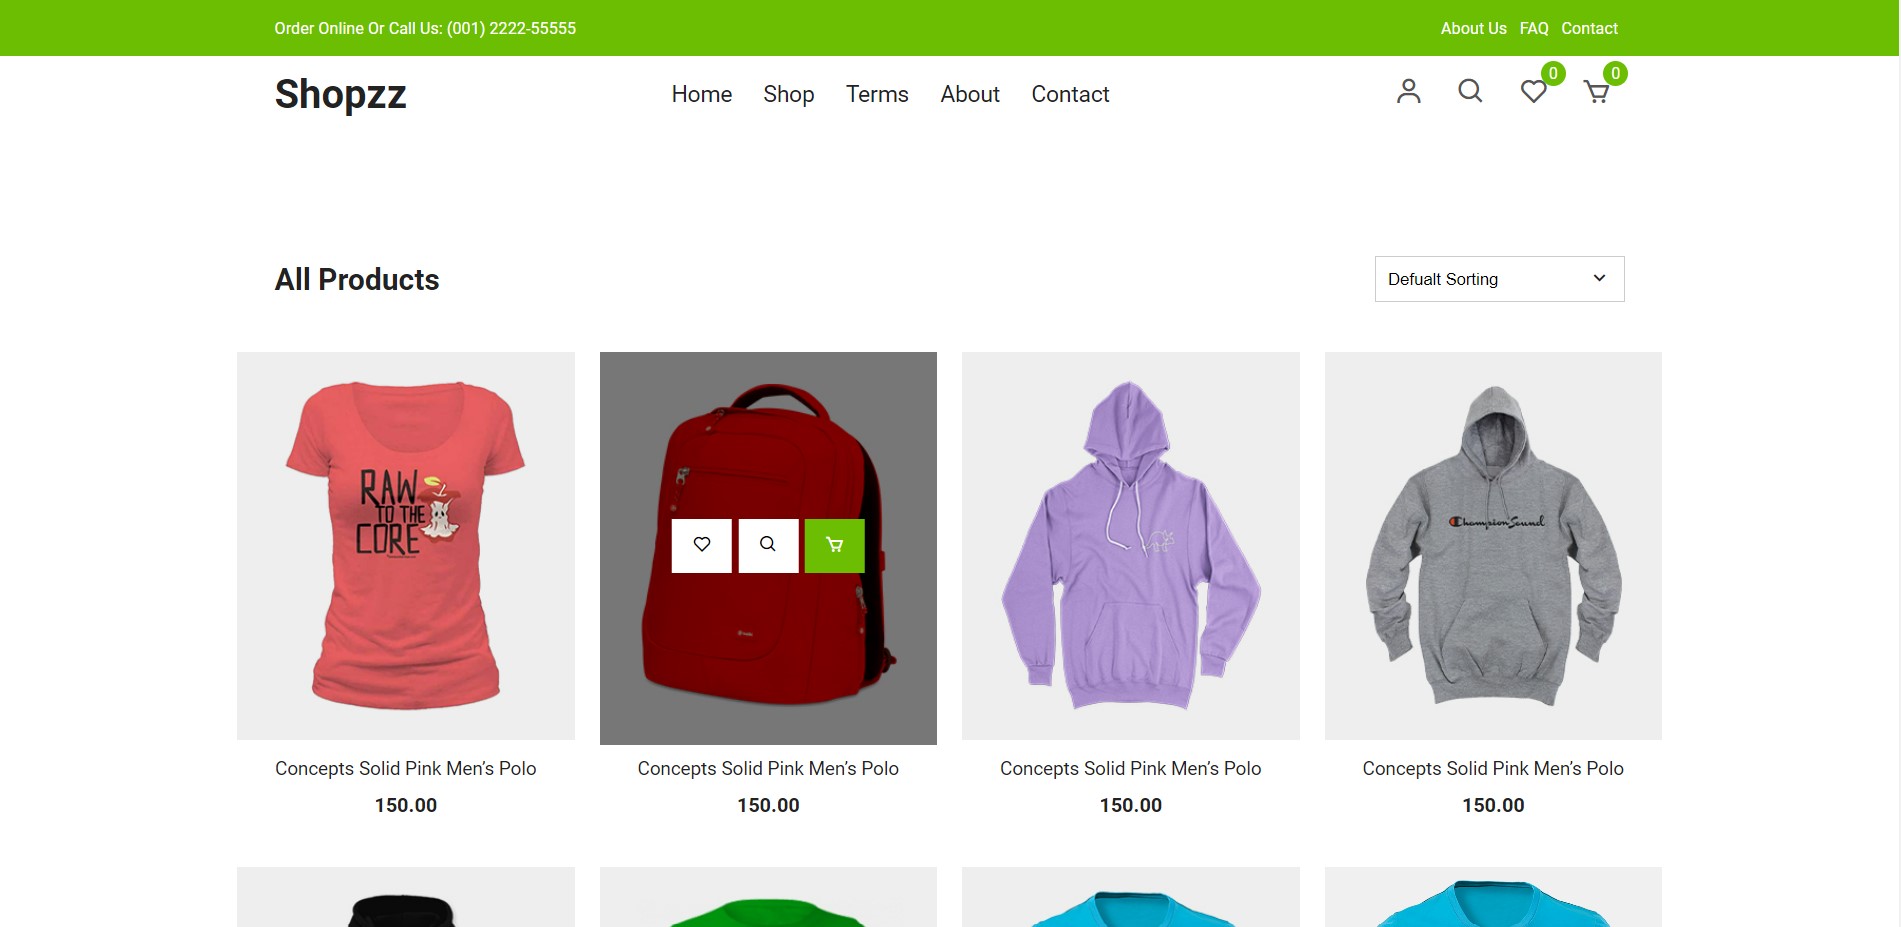 Order Online Or Call Us: (001) 2222-55555
About Us FAQ Contact
Shopzz
Home Shop Terms About Contact
0
0
All Products
Defualt Sorting
RAW
TO THE
CORE
ChampionSound
Concepts Solid Pink Men’s Polo
150.00
Concepts Solid Pink Men’s Polo
150.00
Concepts Solid Pink Men’s Polo
150.00
Concepts Solid Pink Men’s Polo
150.00